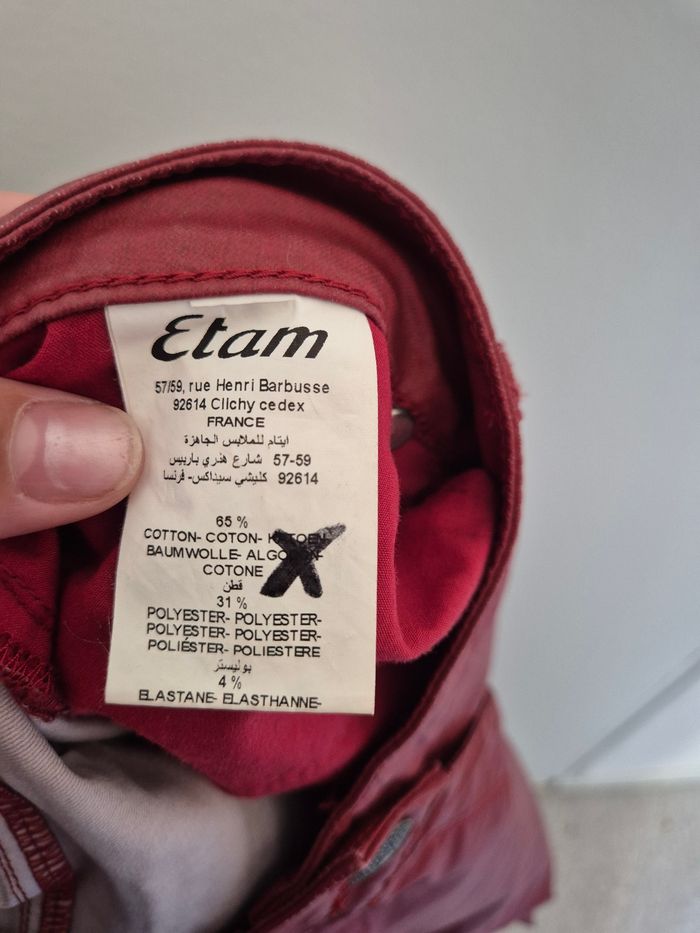 Etam
57/59, rue Henri Barbusse
92614 Clichy cedex
FRANCE
ايتام للملابس الجاهزة
57-59 شارع هنري باربيس
92614 كليشي سيداكس- فرنسا
65 %
COTTON- COTON-
BAUMWOLLE-
COTONE
قطن
31 %
POLYESTER- POLYESTER-
POLYESTER- POLYESTER-
POLIÉSTER- POLIESTERE
بوليستر
4 %
ELASTANE- ELASTHANNE-